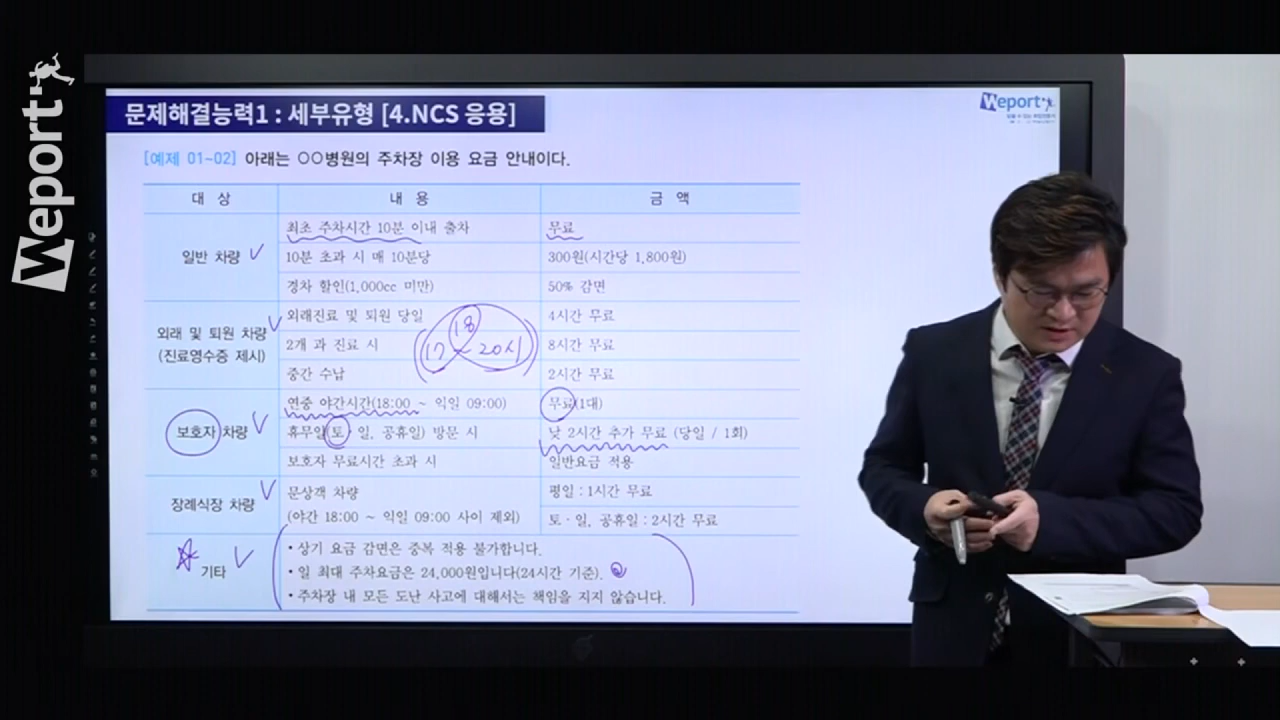 Weport
문제해결능력1 : 세부유형 [4.NCS 응용]
Weport
[예제 01~02] 아래는 ○○병원의 주차장 이용 요금 안내이다.
대 상 내 용 금 액
일반 차량
최초 주차시간 10분 이내 출차 무료
10분 초과 시 매 10분당 300원(시간당 1,800원)
경차 할인(1,000cc 미만) 50% 감면
외래 및 퇴원 차량
(진료영수증 제시)
외래진료 및 퇴원 당일 4시간 무료
2개 과 진료 시 8시간 무료
중간 수납 2시간 무료
18
17 ~ 20시
보호자 차량
연중 야간시간(18:00 ~ 익일 09:00) 무료(1대)
휴무일(토·일, 공휴일) 방문 시 낮 2시간 추가 무료 (당일 / 1회)
보호자 무료시간 초과 시 일반요금 적용
장례식장 차량
문상객 차량
(야간 18:00 ~ 익일 09:00 사이 제외)
평일 : 1시간 무료
토·일, 공휴일 : 2시간 무료
기타
• 상기 요금 감면은 중복 적용 불가합니다.
• 일 최대 주차요금은 24,000원입니다(24시간 기준).
• 주차장 내 모든 도난 사고에 대해서는 책임을 지지 않습니다.